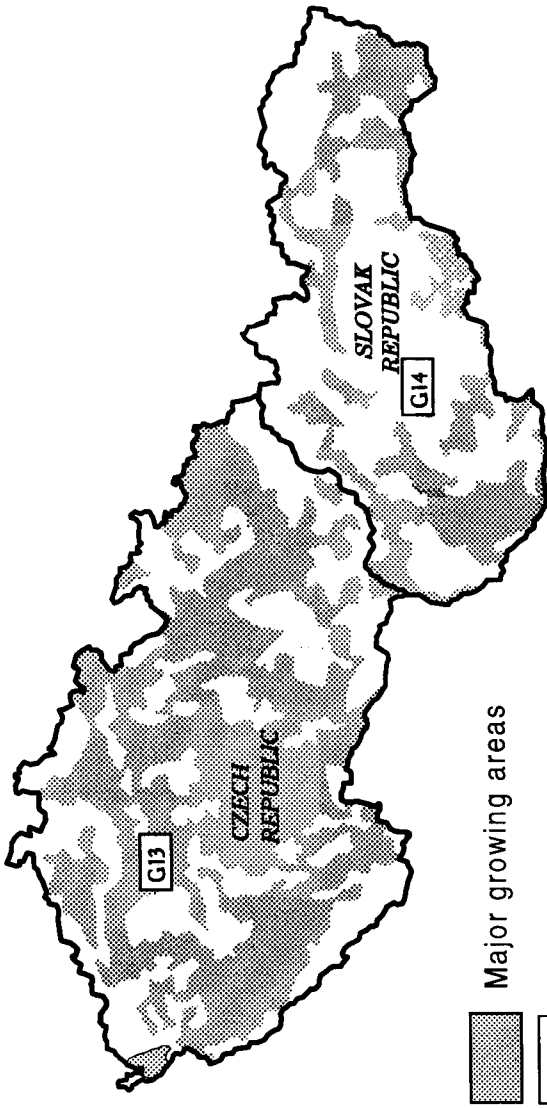 CZECH
REPUBLIC
G13
SLOVAK
REPUBLIC
G14
Major growing areas